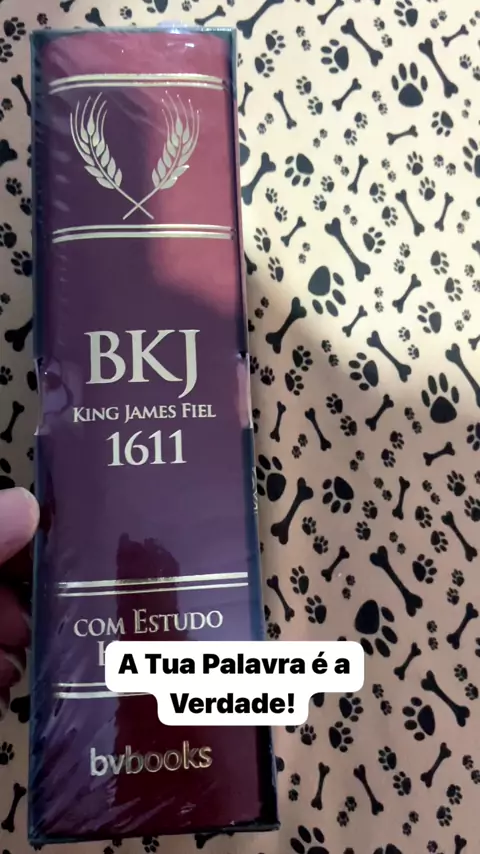 BKJ
KING JAMES FIEL
1611
COM ESTUDO
A Tua Palavra é a
Verdade!
bvbooks